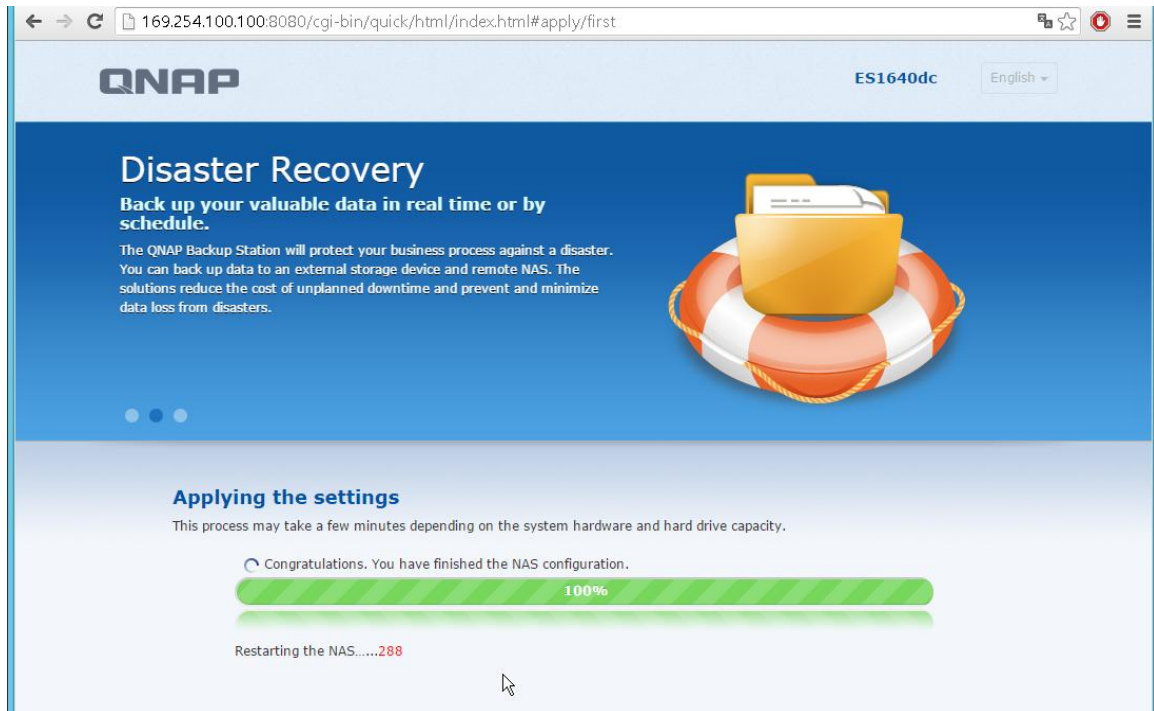 169.254.100.100:8080/cgi-bin/quick/html/index.html#apply/first
QNAP
ES1640dc
English
Disaster Recovery
Back up your valuable data in real time or by
schedule.
The QNAP Backup Station will protect your business process against a disaster.
You can back up data to an external storage device and remote NAS. The
solutions reduce the cost of unplanned downtime and prevent and minimize
data loss from disasters.
Applying the settings
This process may take a few minutes depending on the system hardware and hard drive capacity.
Congratulations. You have finished the NAS configuration.
100%
Restarting the NAS......288